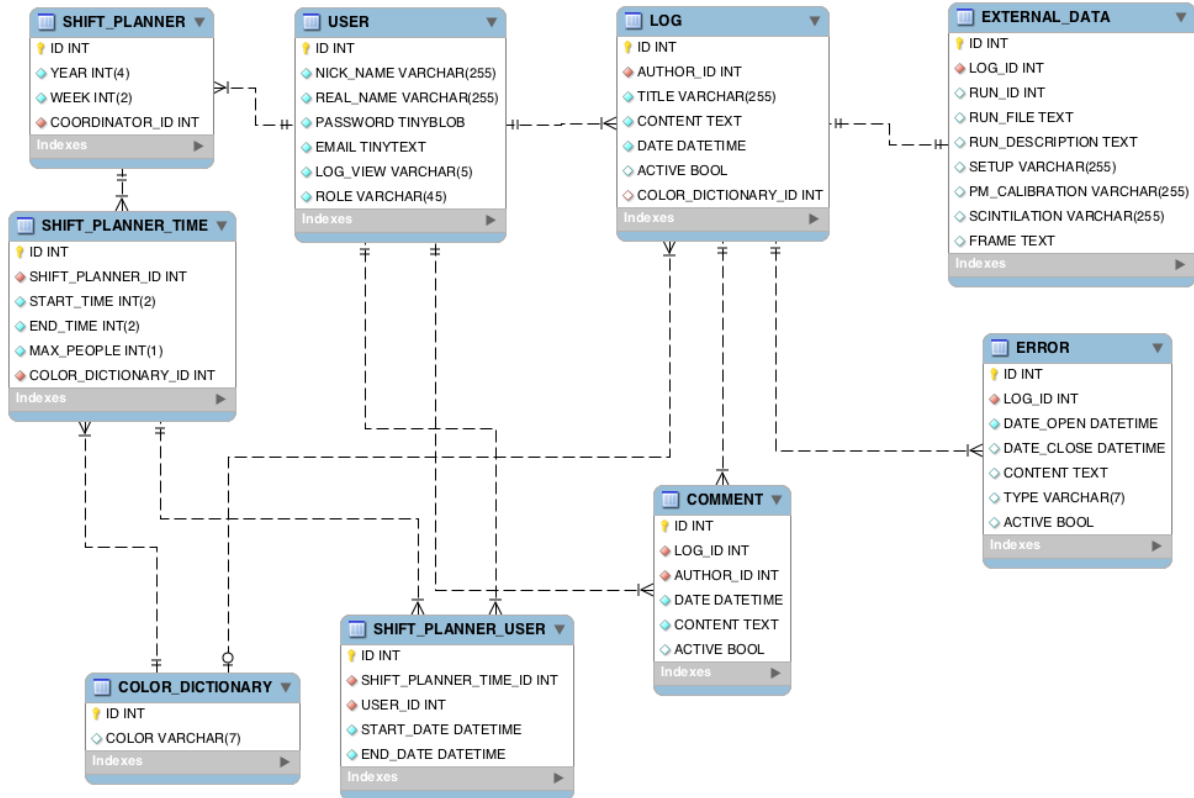 SHIFT_PLANNER
ID INT
YEAR INT(4)
WEEK INT(2)
COORDINATOR_ID INT
Indexes
USER
ID INT
NICK_NAME VARCHAR(255)
REAL_NAME VARCHAR(255)
PASSWORD TINYBLOB
EMAIL TINYTEXT
LOG_VIEW VARCHAR(5)
ROLE VARCHAR(45)
Indexes
LOG
ID INT
AUTHOR_ID INT
TITLE VARCHAR(255)
CONTENT TEXT
DATE DATETIME
ACTIVE BOOL
COLOR_DICTIONARY_ID INT
Indexes
EXTERNAL_DATA
ID INT
LOG_ID INT
RUN_ID INT
RUN_FILE TEXT
RUN_DESCRIPTION TEXT
SETUP VARCHAR(255)
PM_CALIBRATION VARCHAR(255)
SCINTILATION VARCHAR(255)
FRAME TEXT
Indexes
SHIFT_PLANNER_TIME
ID INT
SHIFT_PLANNER_ID INT
START_TIME INT(2)
END_TIME INT(2)
MAX_PEOPLE INT(1)
COLOR_DICTIONARY_ID INT
Indexes
ERROR
ID INT
LOG_ID INT
DATE_OPEN DATETIME
DATE_CLOSE DATETIME
CONTENT TEXT
TYPE VARCHAR(7)
ACTIVE BOOL
Indexes
COMMENT
ID INT
LOG_ID INT
AUTHOR_ID INT
DATE DATETIME
CONTENT TEXT
ACTIVE BOOL
Indexes
SHIFT_PLANNER_USER
ID INT
SHIFT_PLANNER_TIME_ID INT
USER_ID INT
START_DATE DATETIME
END_DATE DATETIME
Indexes
COLOR_DICTIONARY
ID INT
COLOR VARCHAR(7)
Indexes